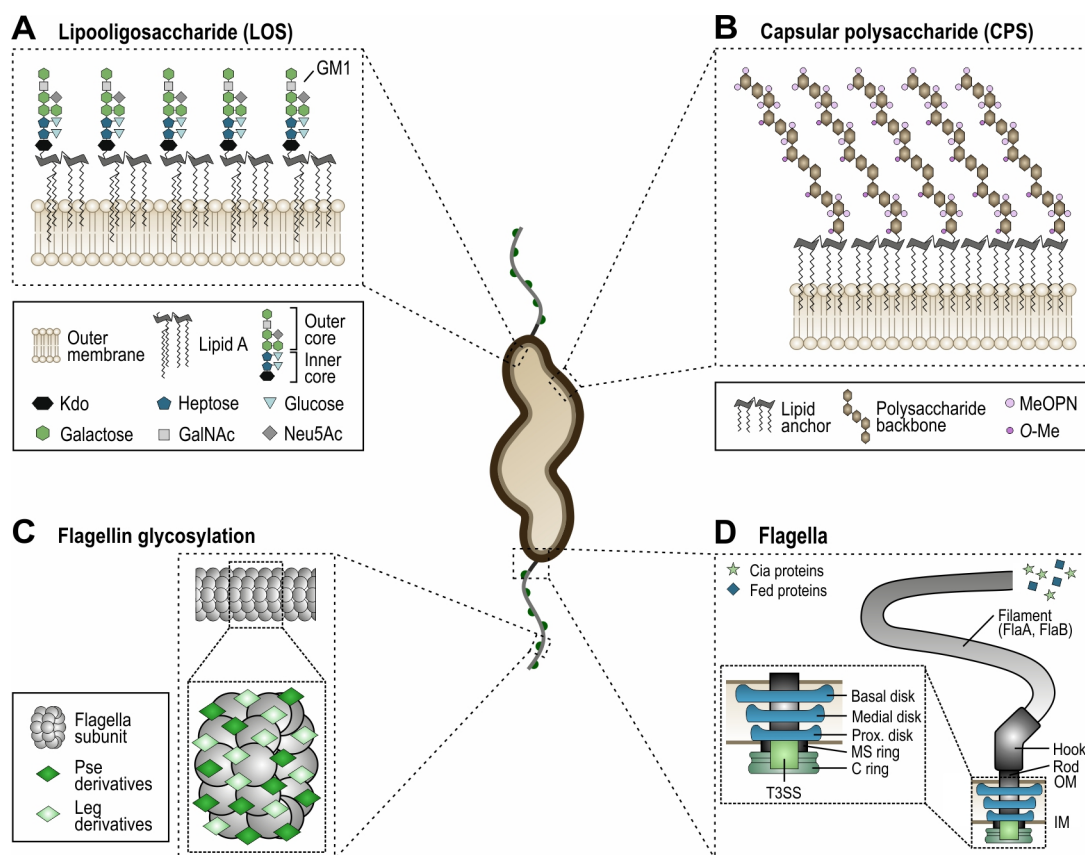 A Lipooligosaccharide (LOS)
GM1
Outer
membrane
Lipid A
Outer
core
Inner
core
Kdo
Heptose
Glucose
Galactose
GalNAc
Neu5Ac
B Capsular polysaccharide (CPS)
Lipid
anchor
Polysaccharide
backbone
MeOPN
O-Me
C Flagellin glycosylation
Flagella
subunit
Pse
derivatives
Leg
derivatives
D Flagella
Cia proteins
Fed proteins
Filament
(FlaA, FlaB)
Basal disk
Medial disk
Prox. disk
MS ring
C ring
T3SS
Hook
Rod
OM
IM